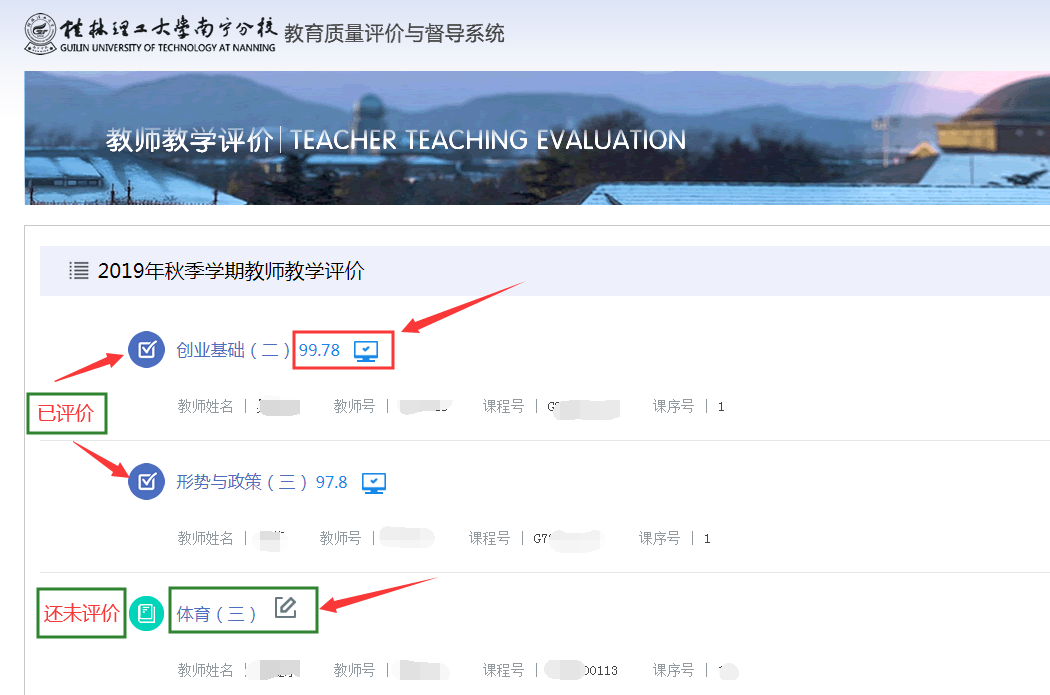 桂林理工大学南宁分校 教育质量评价与督导系统
GUILIN UNIVERSITY OF TECHNOLOGY AT NANNING
教师教学评价 | TEACHER TEACHING EVALUATION
2019年秋季学期教师教学评价
创业基础（二） 99.78
教师姓名 | 教师号 | 课程号 | 课序号 | 1
已评价
形势与政策（三） 97.8
教师姓名 | 教师号 | 课程号 | G7 课序号 | 1
还未评价 体育（三）
教师姓名 | 教师号 | 课程号 | 00113 课序号 |